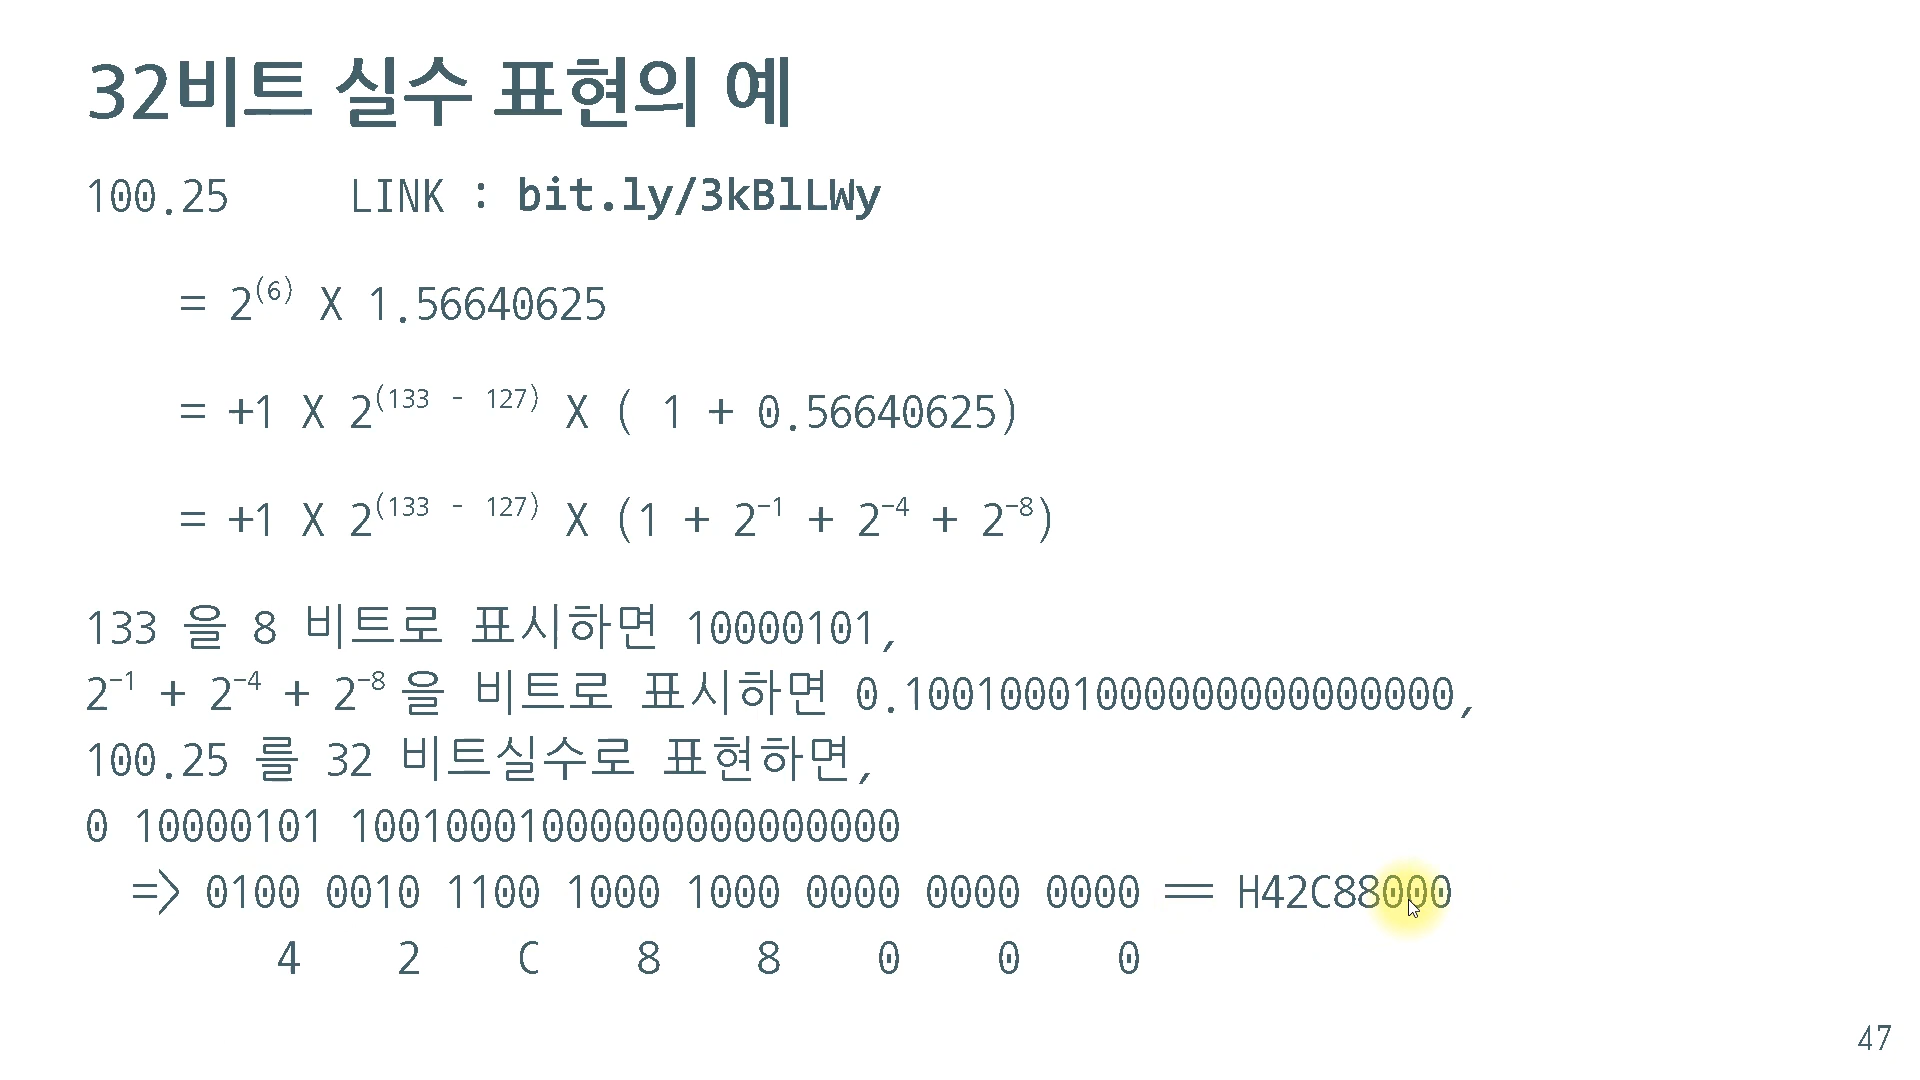 32비트 실수 표현의 예
100.25 LINK : bit.ly/3kBlLWy
= 2⁽⁶⁾ X 1.56640625
= +1 X 2⁽¹³³ ⁻ ¹²⁷⁾ X ( 1 + 0.56640625)
= +1 X 2⁽¹³³ ⁻ ¹²⁷⁾ X (1 + 2⁻¹ + 2⁻⁴ + 2⁻⁸)
133 을 8 비트로 표시하면 10000101,
2⁻¹ + 2⁻⁴ + 2⁻⁸ 을 비트로 표시하면 0.10010001000000000000000,
100.25 를 32 비트실수로 표현하면,
0 10000101 10010001000000000000000
=> 0100 0010 1100 1000 1000 0000 0000 0000 == H42C88000
4 2 C 8 8 0 0 0
47